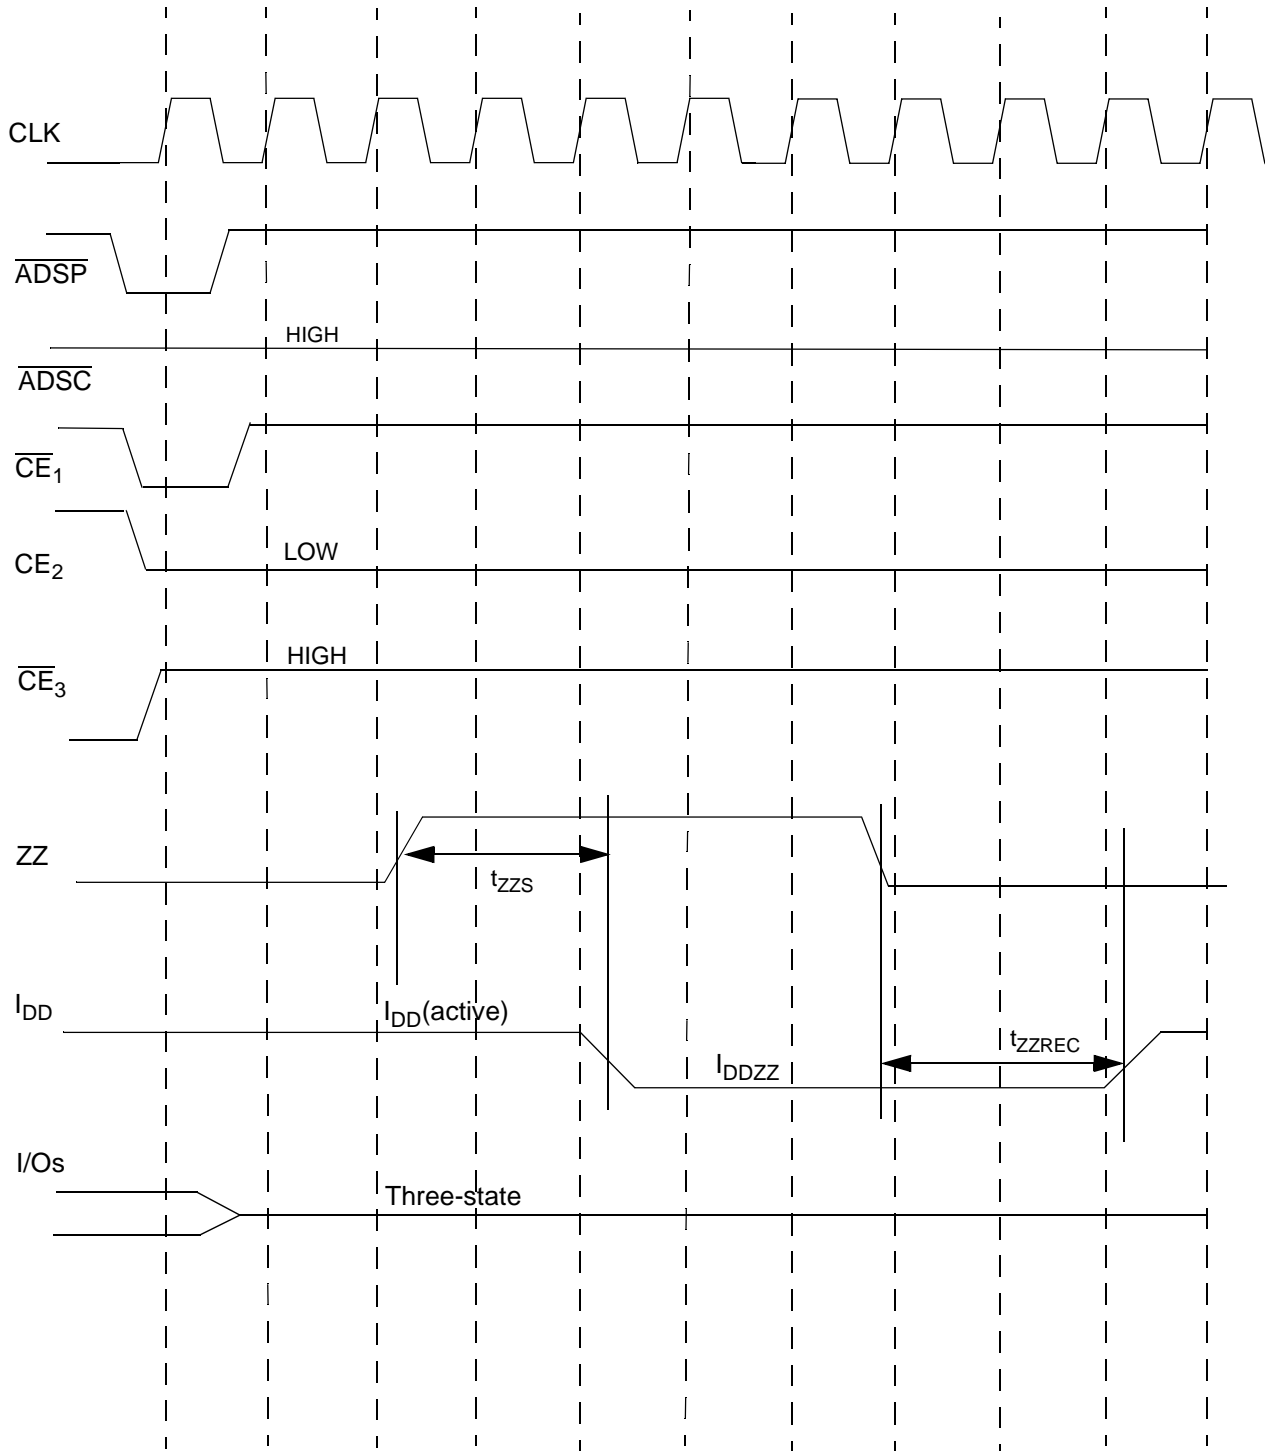 CLK
ADSP
HIGH
ADSC
CE1
LOW
CE2
HIGH
CE3
ZZ
tZZS
IDD
IDD(active)
tZZREC
IDDZZ
I/Os
Three-state